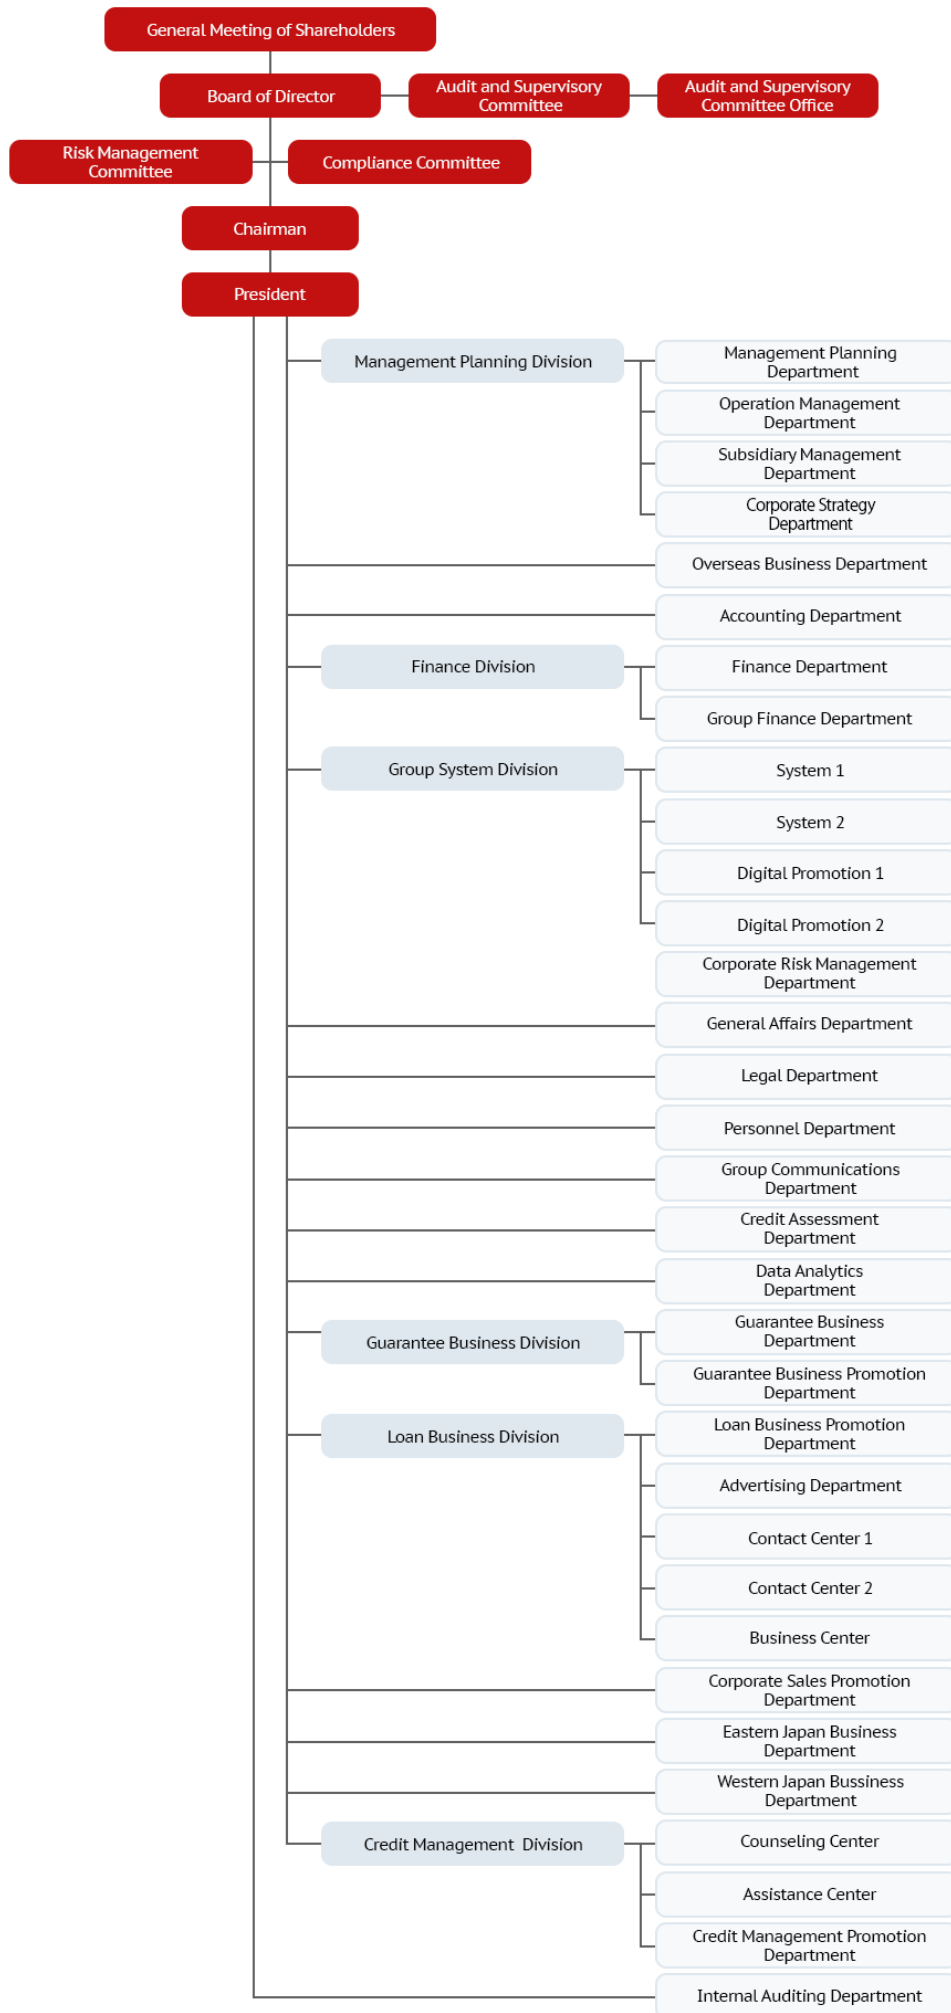 General Meeting of Shareholders
Board of Director
Audit and Supervisory
Committee
Audit and Supervisory
Committee Office
Risk Management
Committee
Compliance Committee
Chairman
President
Management Planning Division
Management Planning
Department
Operation Management
Department
Subsidiary Management
Department
Corporate Strategy
Department
Overseas Business Department
Accounting Department
Finance Division
Finance Department
Group Finance Department
Group System Division
System 1
System 2
Digital Promotion 1
Digital Promotion 2
Corporate Risk Management
Department
General Affairs Department
Legal Department
Personnel Department
Group Communications
Department
Credit Assessment
Department
Data Analytics
Department
Guarantee Business Division
Guarantee Business
Department
Guarantee Business Promotion
Department
Loan Business Division
Loan Business Promotion
Department
Advertising Department
Contact Center 1
Contact Center 2
Business Center
Corporate Sales Promotion
Department
Eastern Japan Business
Department
Western Japan Bussiness
Department
Credit Management Division
Counseling Center
Assistance Center
Credit Management Promotion
Department
Internal Auditing Department